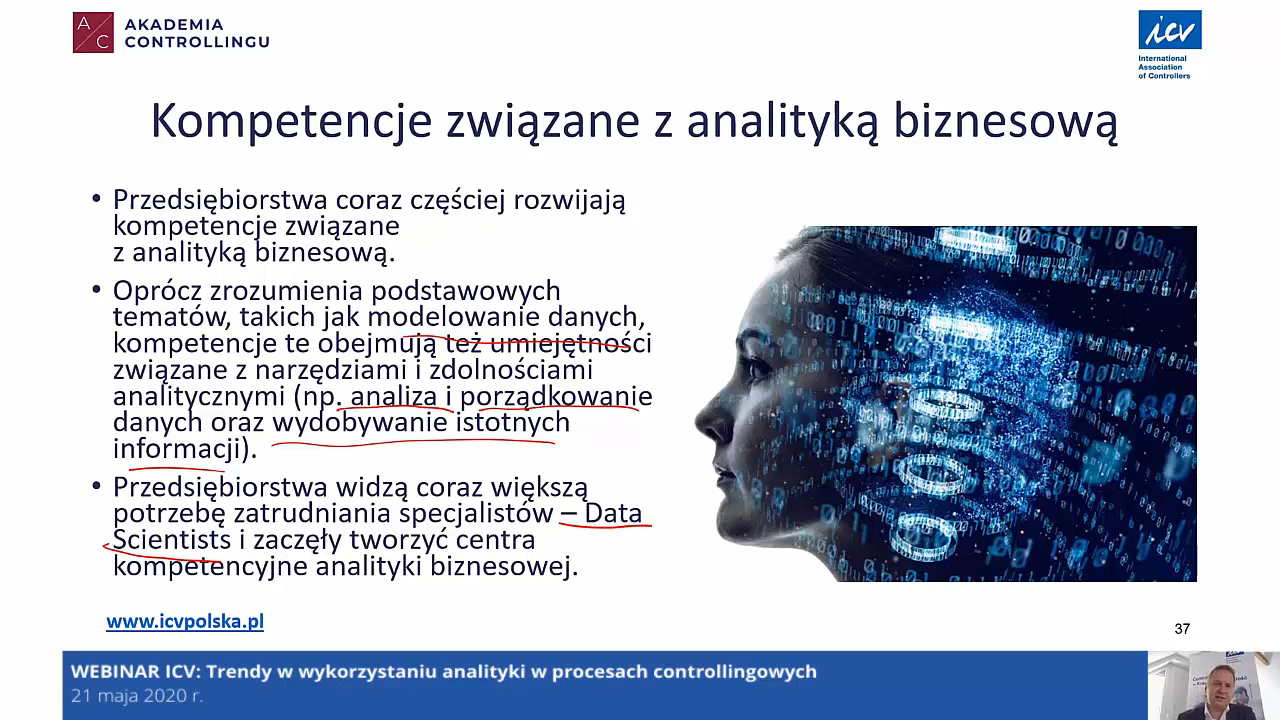 AKADEMIA
CONTROLLINGU
A
C
icv
International
Association
of Controllers
Kompetencje związane z analityką biznesową
• Przedsiębiorstwa coraz częściej rozwijają
kompetencje związane
z analityką biznesową.
• Oprócz zrozumienia podstawowych
tematów, takich jak modelowanie danych,
kompetencje te obejmują też umiejętności
związane z narzędziami i zdolnościami
analitycznymi (np. analiza i porządkowanie
danych oraz wydobywanie istotnych
informacji).
• Przedsiębiorstwa widzą coraz większą
potrzebę zatrudniania specjalistów – Data
Scientists i zaczęły tworzyć centra
kompetencyjne analityki biznesowej.
www.icvpolska.pl
37
WEBINAR ICV: Trendy w wykorzystaniu analityki w procesach controllingowych
21 maja 2020 r.